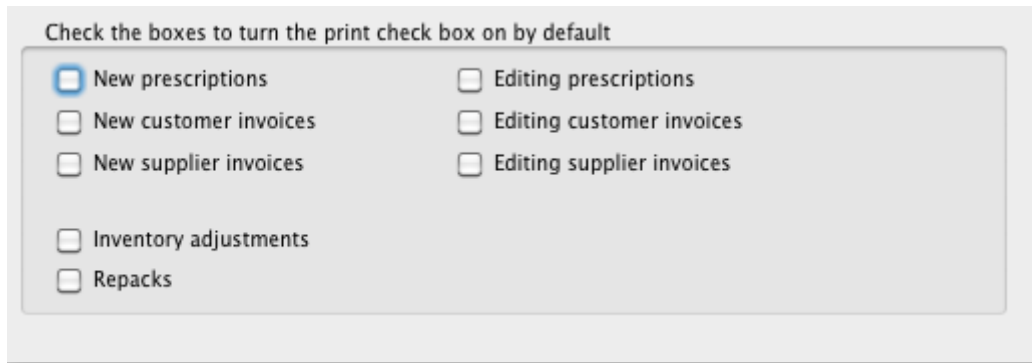 Check the boxes to turn the print check box on by default
New prescriptions
Editing prescriptions
New customer invoices
Editing customer invoices
New supplier invoices
Editing supplier invoices
Inventory adjustments
Repacks